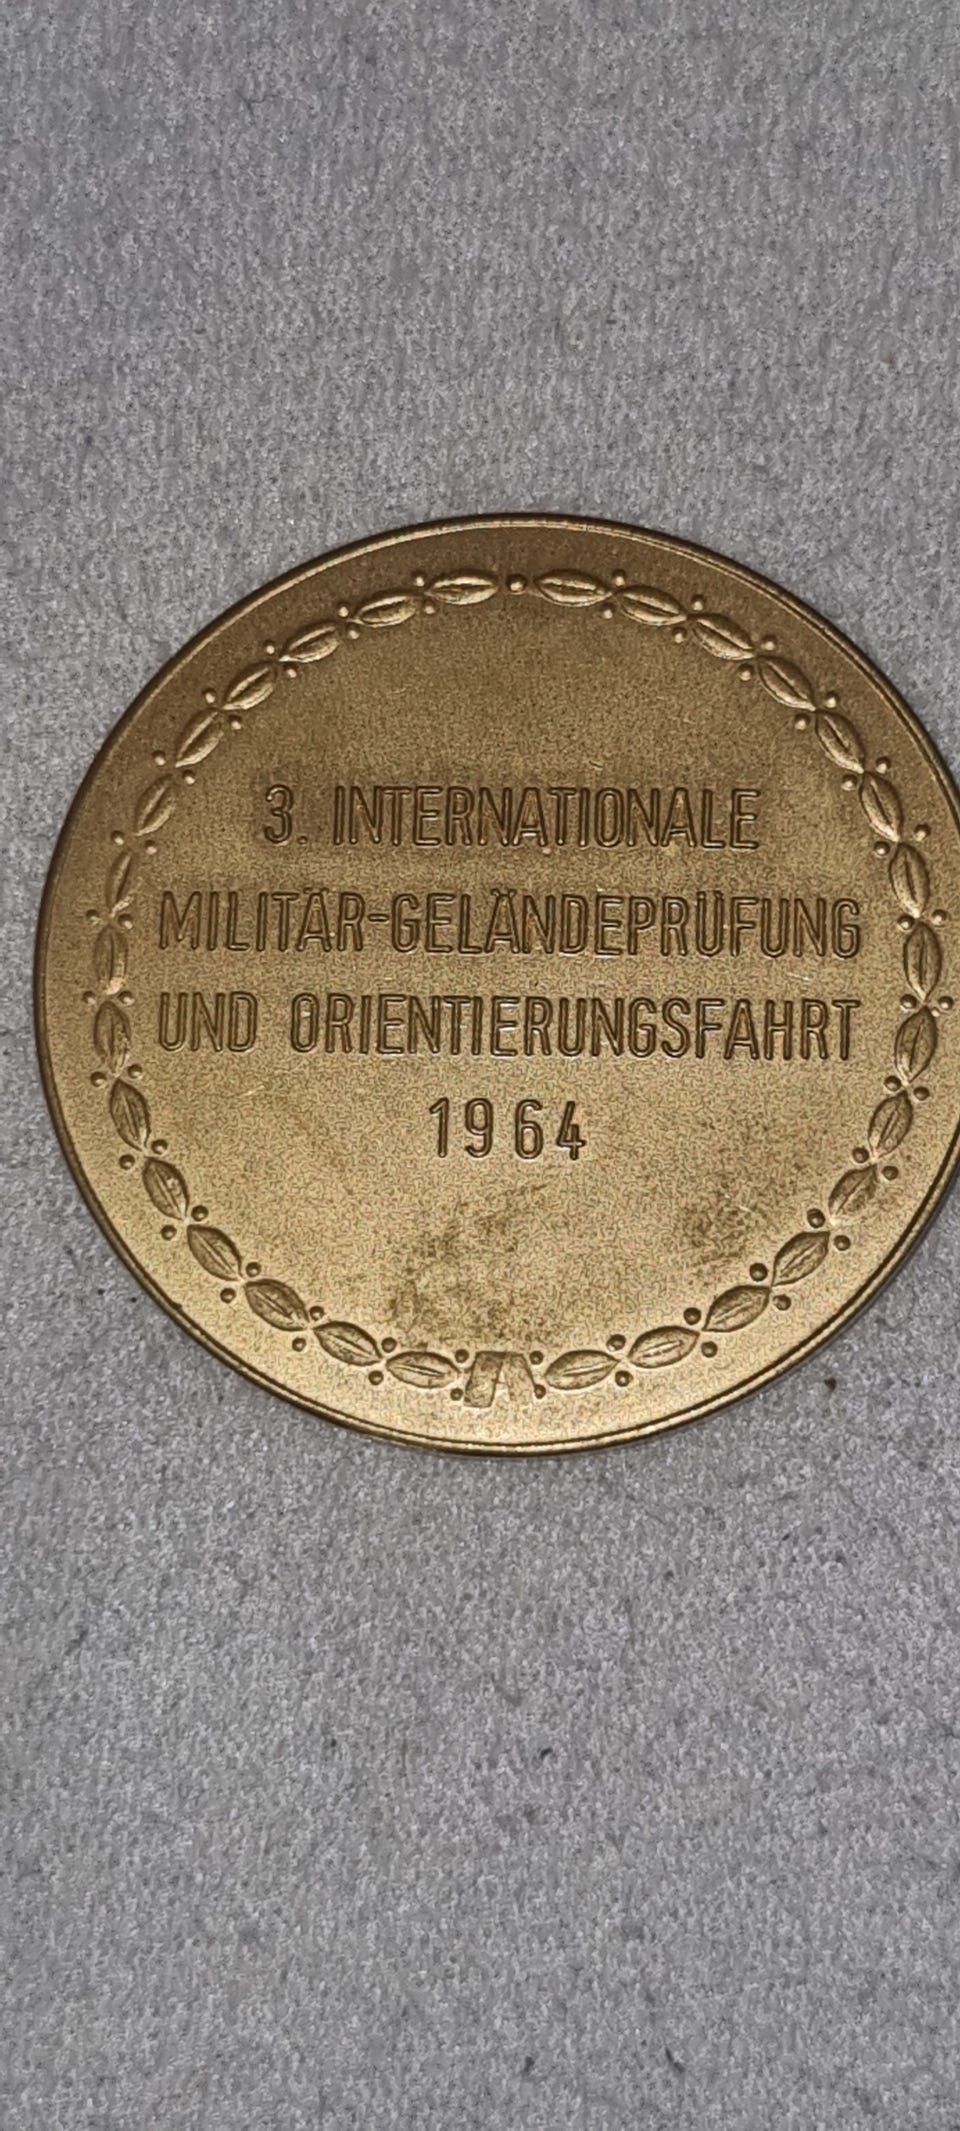 3. INTERNATIONALE
MILITÄR-GELÄNDEPRÜFUNG
UND ORIENTIERUNGSFAHRT
1964